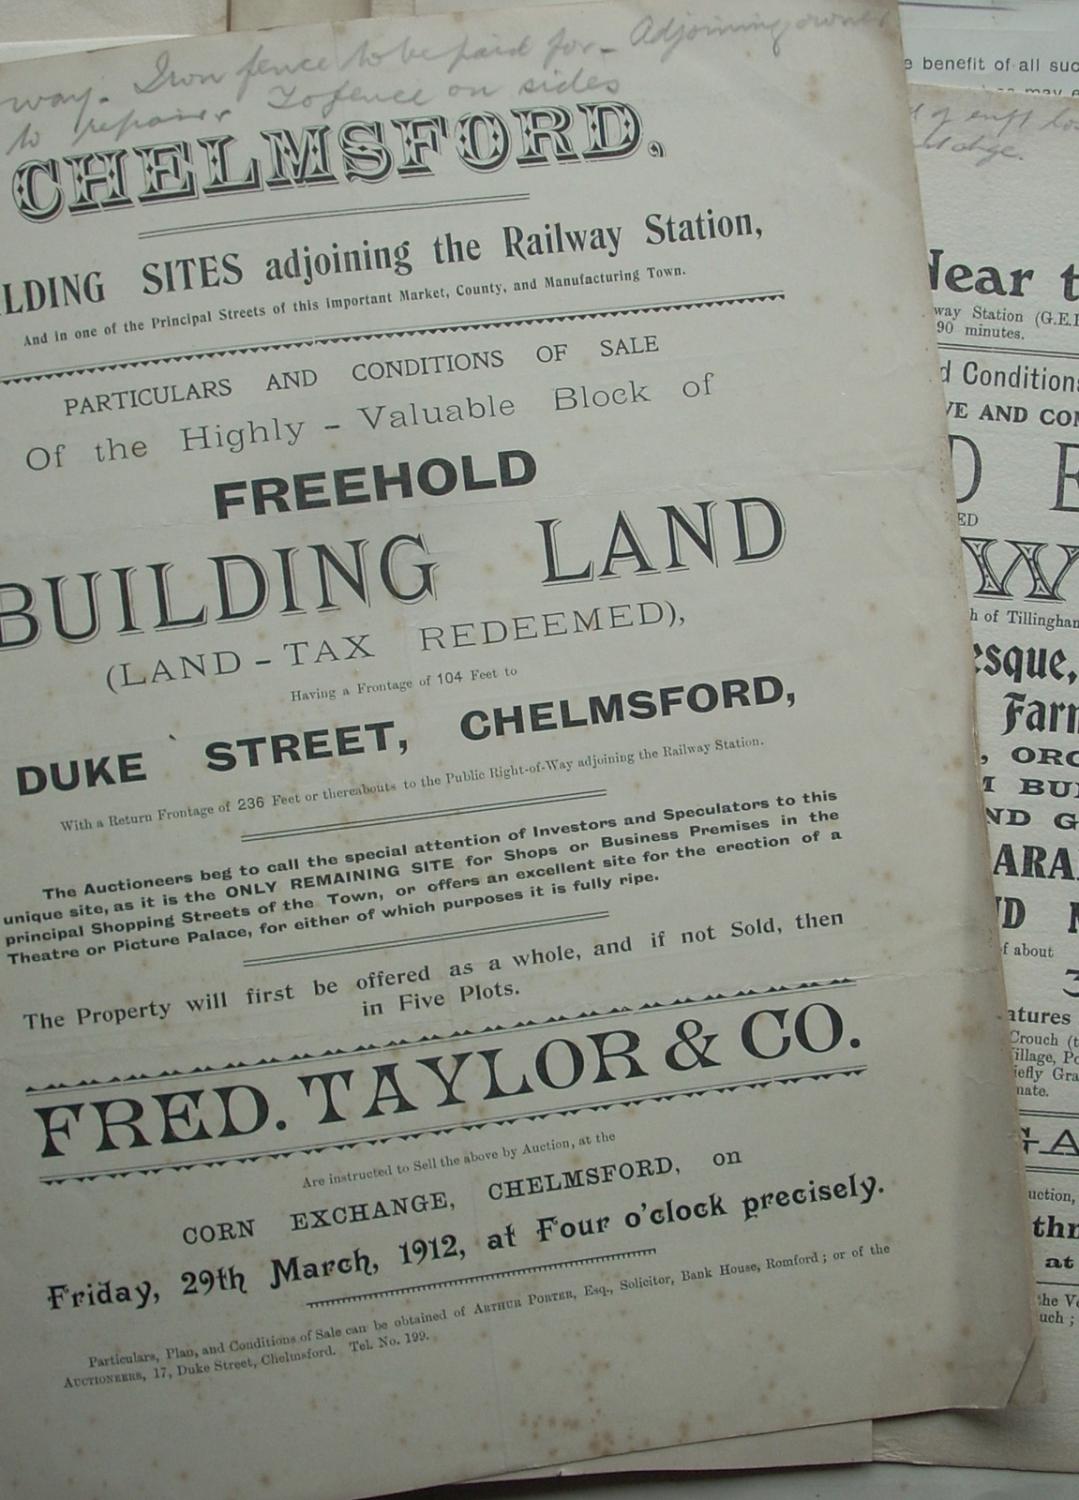 way. Iron fence to be paid for - Adjoining owner
to repair. To fence on sides
CHELMSFORD,
LDING SITES adjoining the Railway Station,
And in one of the Principal Streets of this Important Market, County, and Manufacturing Town.
PARTICULARS AND CONDITIONS OF SALE
Of the Highly-Valuable Block of
FREEHOLD
BUILDING LAND
(LAND-TAX REDEEMED),
Having a Frontage of 104 Feet to
DUKE STREET, CHELMSFORD,
With a Return Frontage of 236 Feet or thereabouts to the Public Right-of-Way adjoining the Railway Station.
The Auctioneers beg to call the special attention of Investors and Speculators to this
unique site, as it is the ONLY REMAINING SITE for Shops or Business Premises in the
principal Shopping Streets of the Town, or offers an excellent site for the erection of a
Theatre or Picture Palace, for either of which purposes it is fully ripe.
The Property will first be offered as a whole, and if not Sold, then
in Five Plots.
FRED. TAYLOR & CO.
Are instructed to Sell the above by Auction, at the
CORN EXCHANGE, CHELMSFORD, on
Friday, 29th March, 1912, at Four o'clock precisely.
Particulars, Plan, and Conditions of Sale can be obtained of ARTHUR PORTER, Esq., Solicitor, Bank House, Romford; or of the
AUCTIONEERS, 17, Duke Street, Chelmsford. Tel. No. 199.
e benefit of all suc
may e
Near t
way Station (G.E.
90 minutes.
d Condition
VE AND CO
D E
ED
W
h of Tillingha
esque,
Farm
, ORC
M BU
ND G
ARA
ND
f about
3
atures
Crouch (t
illage, Po
iefly Gra
nate.
GA
uction,
thr
at
the V
uch ;